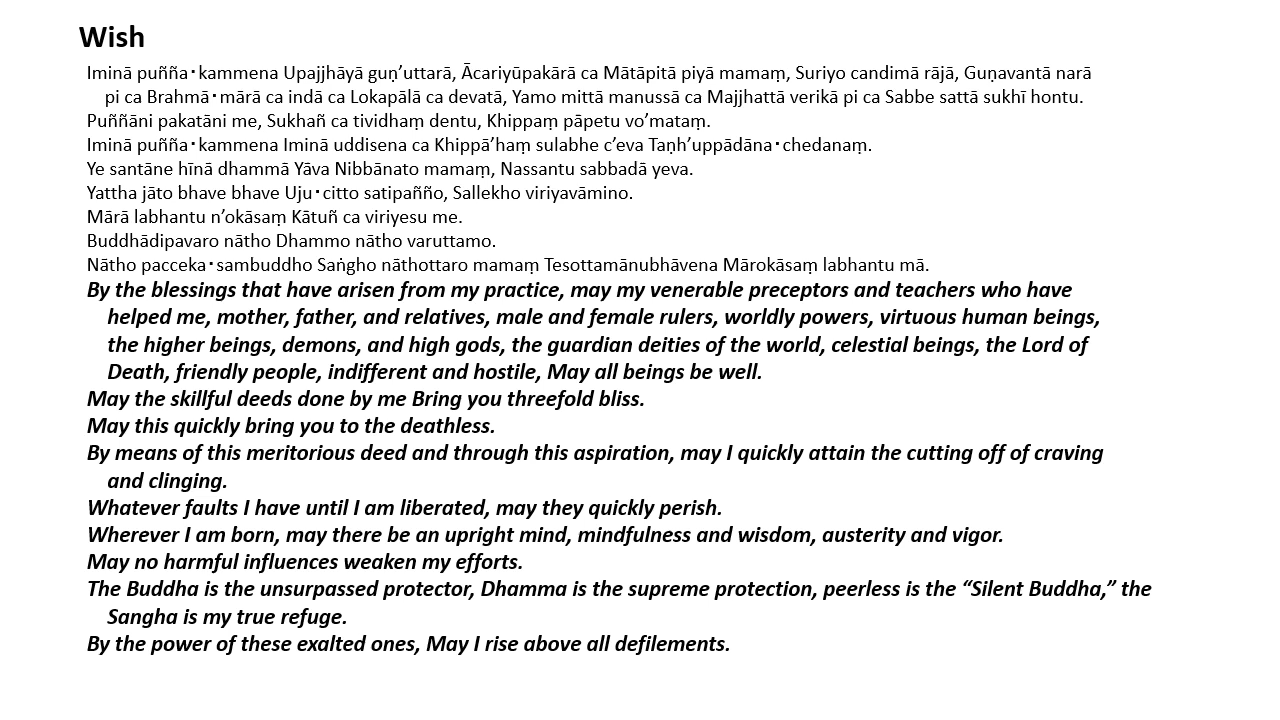 Wish
Iminā puñña･kammena Upajjhāyā guṇ’uttarā, Ācariyūpakārā ca Mātāpitā piyā mamaṃ, Suriyo candimā rājā, Guṇavantā narā
pi ca Brahmā･mārā ca indā ca Lokapālā ca devatā, Yamo mittā manussā ca Majjhattā verikā pi ca Sabbe sattā sukhī hontu.
Puññāni pakatāni me, Sukhañ ca tividhaṃ dentu, Khippaṃ pāpetu vo’mataṃ.
Iminā puñña･kammena Iminā uddisena ca Khippā’haṃ sulabhe c’eva Taṇh’uppādāna･chedanaṃ.
Ye santāne hīnā dhammā Yāva Nibbānato mamaṃ, Nassantu sabbadā yeva.
Yattha jāto bhave bhave Uju･citto satipañño, Sallekho viriyavāmino.
Mārā labhantu n’okāsaṃ Kātuñ ca viriyesu me.
Buddhādipavaro nātho Dhammo nātho varuttamo.
Nātho pacceka･sambuddho Saṅgho nāthottaro mamaṃ Tesottamānubhāvena Mārokāsaṃ labhantu mā.
By the blessings that have arisen from my practice, may my venerable preceptors and teachers who have
helped me, mother, father, and relatives, male and female rulers, worldly powers, virtuous human beings,
the higher beings, demons, and high gods, the guardian deities of the world, celestial beings, the Lord of
Death, friendly people, indifferent and hostile, May all beings be well.
May the skillful deeds done by me Bring you threefold bliss.
May this quickly bring you to the deathless.
By means of this meritorious deed and through this aspiration, may I quickly attain the cutting off of craving
and clinging.
Whatever faults I have until I am liberated, may they quickly perish.
Wherever I am born, may there be an upright mind, mindfulness and wisdom, austerity and vigor.
May no harmful influences weaken my efforts.
The Buddha is the unsurpassed protector, Dhamma is the supreme protection, peerless is the “Silent Buddha,” the
Sangha is my true refuge.
By the power of these exalted ones, May I rise above all defilements.